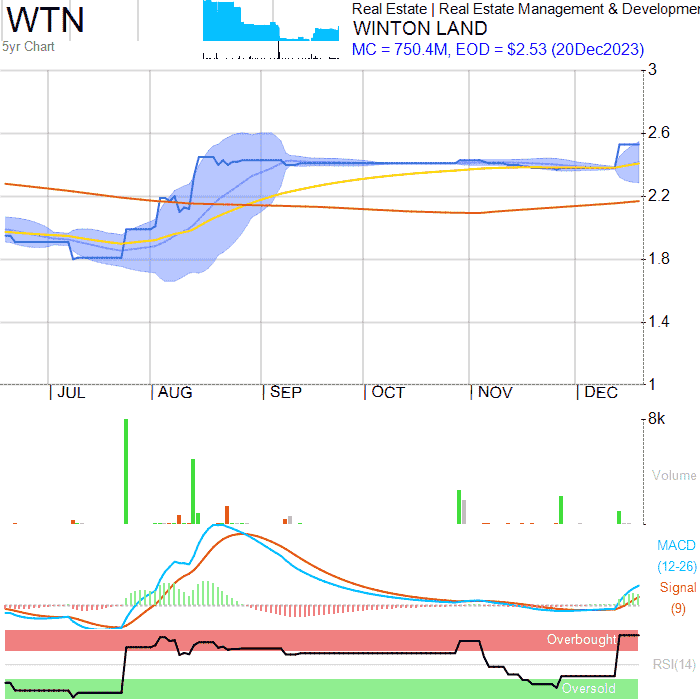 WTN
5yr Chart
Real Estate | Real Estate Management & Developmen
WINTON LAND
MC = 750.4M, EOD = $2.53 (20Dec2023)
3
2.6
2.2
1.8
1.4
1
JUL AUG SEP OCT NOV DEC
8k
Volume
MACD
(12-26)
Signal
(9)
Overbought
RSI(14)
Oversold